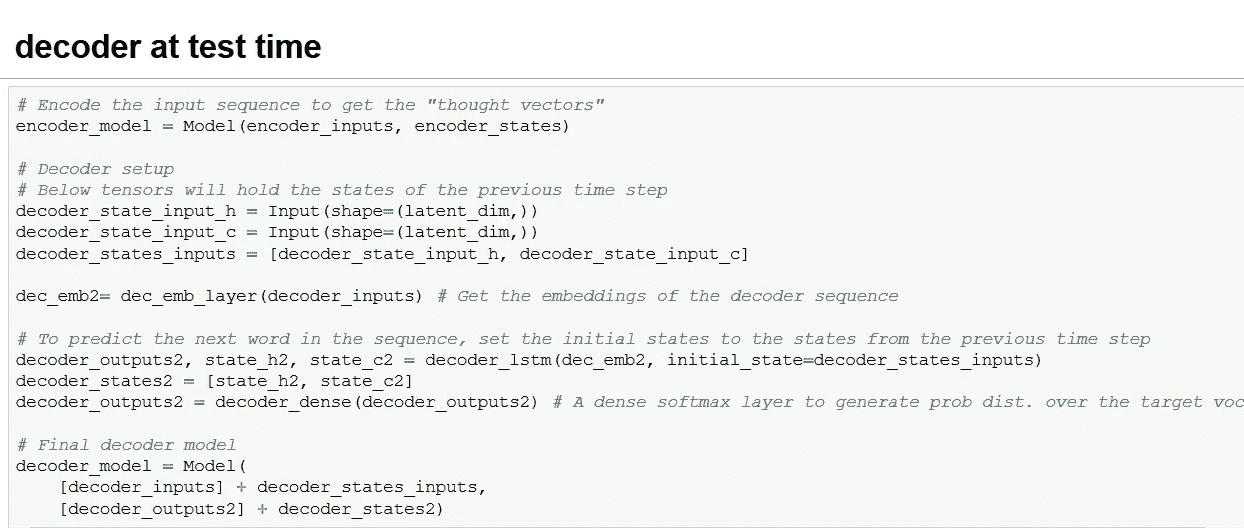 decoder at test time
# Encode the input sequence to get the "thought vectors"
encoder_model = Model(encoder_inputs, encoder_states)
# Decoder setup
# Below tensors will hold the states of the previous time step
decoder_state_input_h = Input(shape=(latent_dim,))
decoder_state_input_c = Input(shape=(latent_dim,))
decoder_states_inputs = [decoder_state_input_h, decoder_state_input_c]
dec_emb2= dec_emb_layer(decoder_inputs) # Get the embeddings of the decoder sequence
# To predict the next word in the sequence, set the initial states to the states from the previous time step
decoder_outputs2, state_h2, state_c2 = decoder_lstm(dec_emb2, initial_state=decoder_states_inputs)
decoder_states2 = [state_h2, state_c2]
decoder_outputs2 = decoder_dense(decoder_outputs2) # A dense softmax layer to generate prob dist. over the target voc
# Final decoder model
decoder_model = Model(
    [decoder_inputs] + decoder_states_inputs,
    [decoder_outputs2] + decoder_states2)